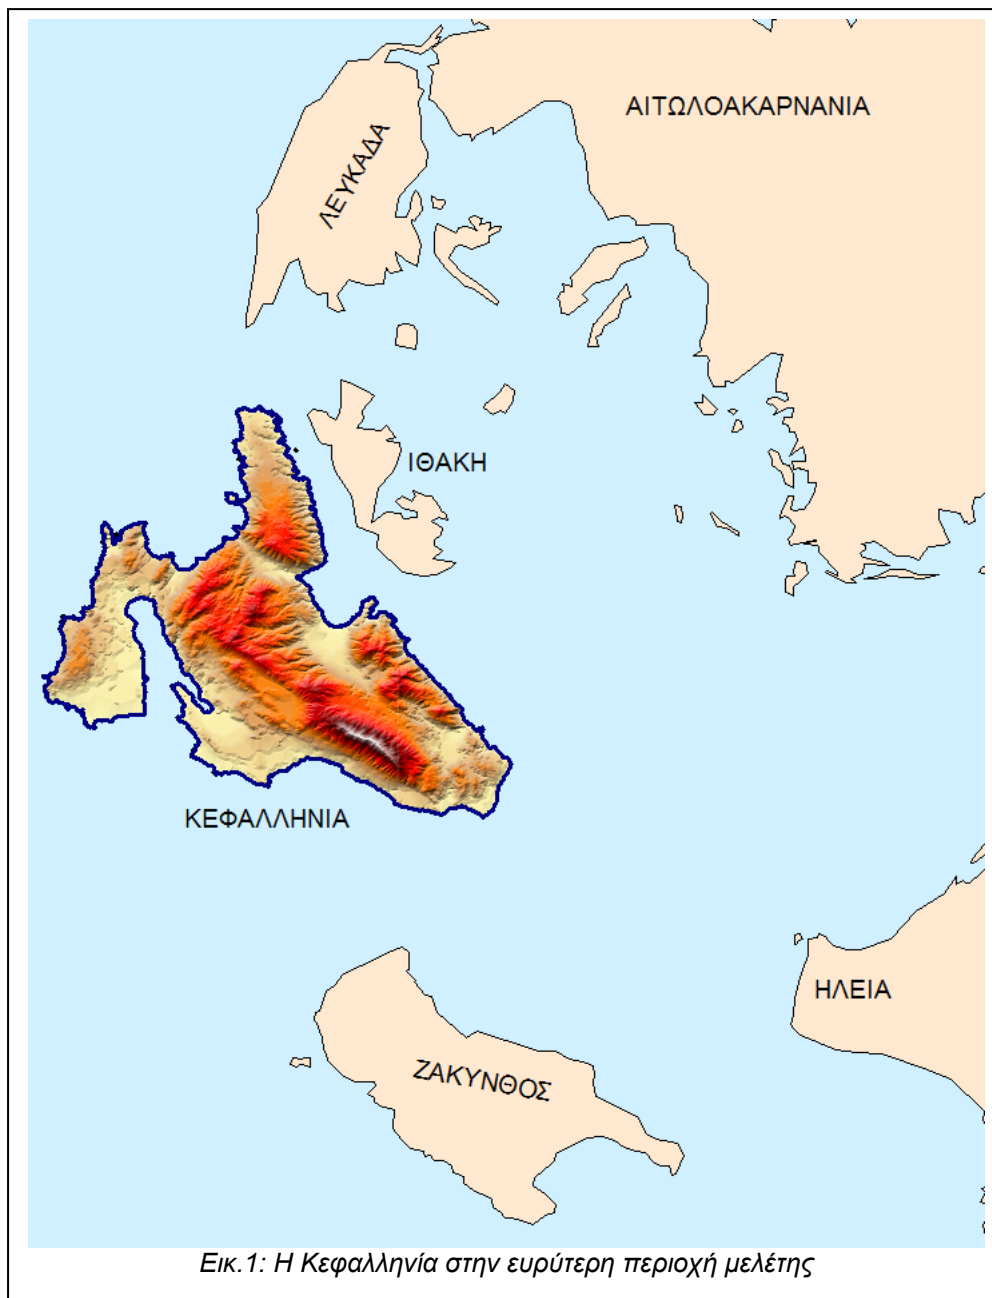 ΑΙΤΩΛΟΑΚΑΡΝΑΝΙΑ
ΛΕΥΚΑΔΑ
ΙΘΑΚΗ
ΚΕΦΑΛΛΗΝΙΑ
ΗΛΕΙΑ
ΖΑΚΥΝΘΟΣ
Εικ.1: Η Κεφαλληνία στην ευρύτερη περιοχή μελέτης